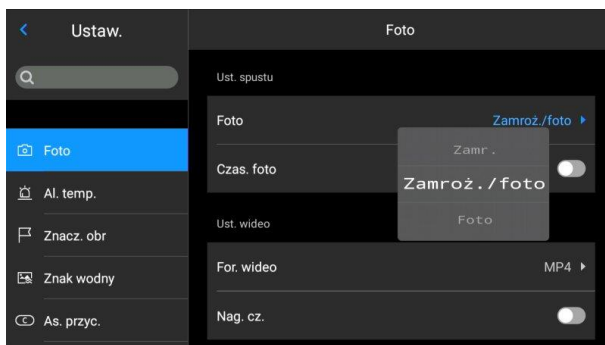 Ustaw.
Foto
Al. temp.
Znacz. obr
Znak wodny
As. przyc.
Foto
Ust. spustu
Foto
Zamroż./foto
Czas. foto
Zamr.
Zamroż./foto
Foto
Ust. wideo
For. wideo
MP4
Nag. cz.